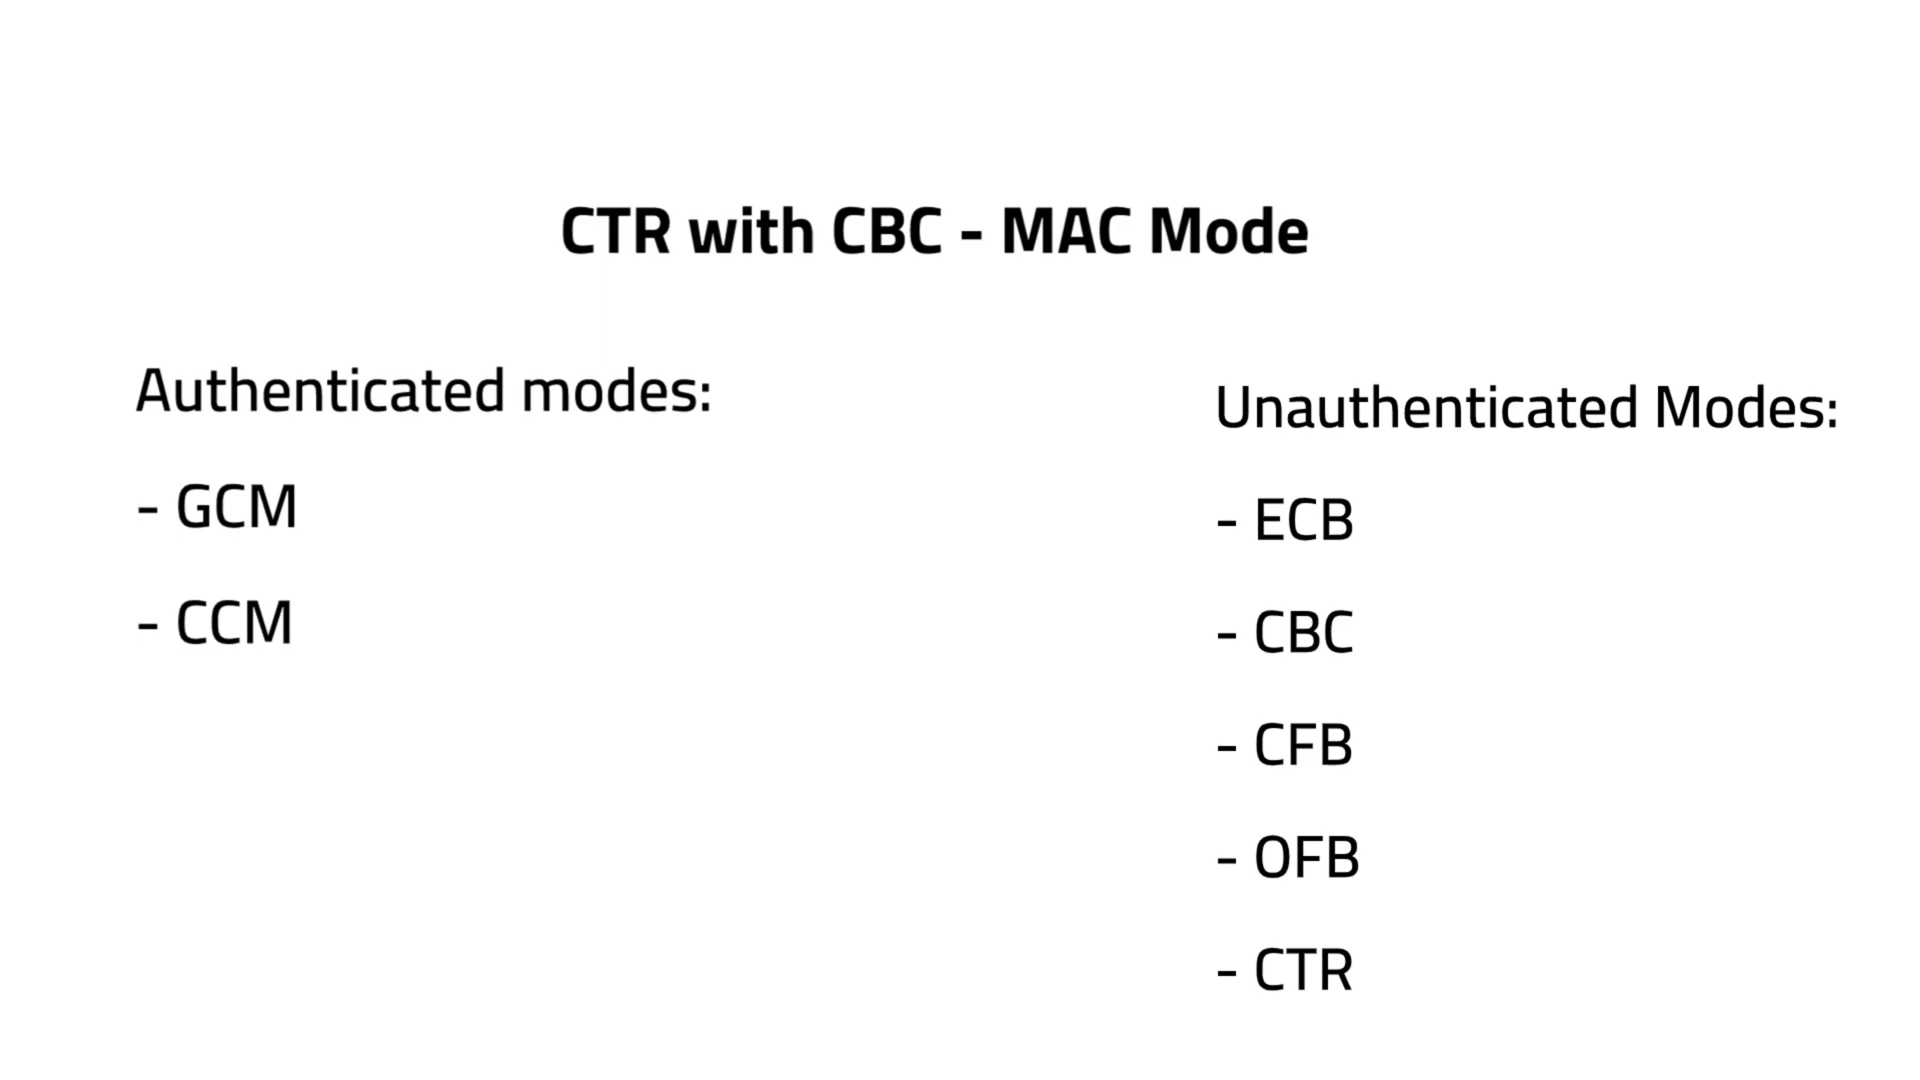 CTR with CBC - MAC Mode
Authenticated modes:
- GCM
- CCM
Unauthenticated Modes:
- ECB
- CBC
- CFB
- OFB
- CTR